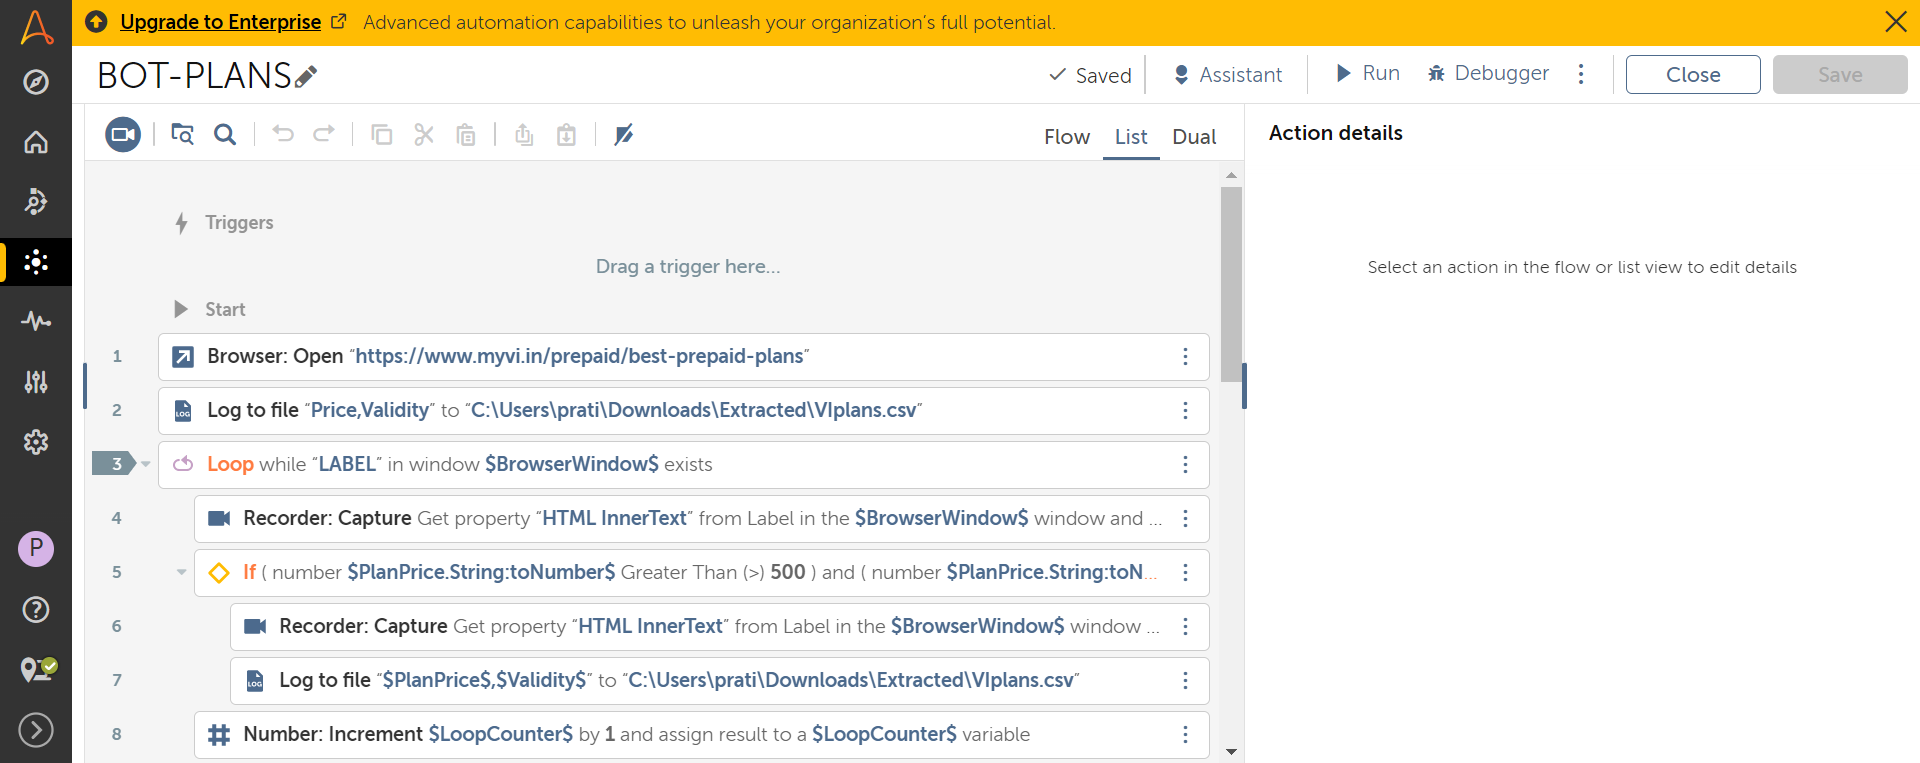 Upgrade to Enterprise Advanced automation capabilities to unleash your organization's full potential.
BOT-PLANS Saved Assistant Run Debugger Close Save
Flow List Dual
Action details
Triggers
Drag a trigger here...
Select an action in the flow or list view to edit details
Start
1 Browser: Open “https://www.myvi.in/prepaid/best-prepaid-plans”
2 Log to file “Price,Validity” to “C:\Users\prati\Downloads\Extracted\VIplans.csv”
3 Loop while “LABEL” in window $BrowserWindow$ exists
4 Recorder: Capture Get property “HTML InnerText” from Label in the $BrowserWindow$ window and ...
5 If ( number $PlanPrice.String:toNumber$ Greater Than (>) 500 ) and ( number $PlanPrice.String:toN...
6 Recorder: Capture Get property “HTML InnerText” from Label in the $BrowserWindow$ window ...
7 Log to file “$PlanPrice$,$Validity$” to “C:\Users\prati\Downloads\Extracted\VIplans.csv”
8 Number: Increment $LoopCounter$ by 1 and assign result to a $LoopCounter$ variable
P